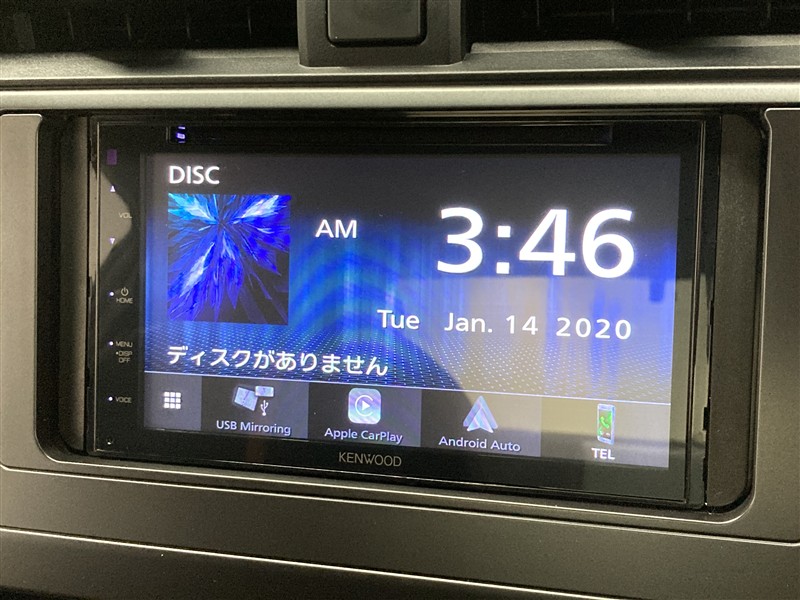 DISC
AM 3:46
Tue Jan. 14 2020
ディスクがありません
USB Mirroring
Apple CarPlay
Android Auto
TEL
VOL
HOME
MENU
•DISP
OFF
VOICE
KENWOOD